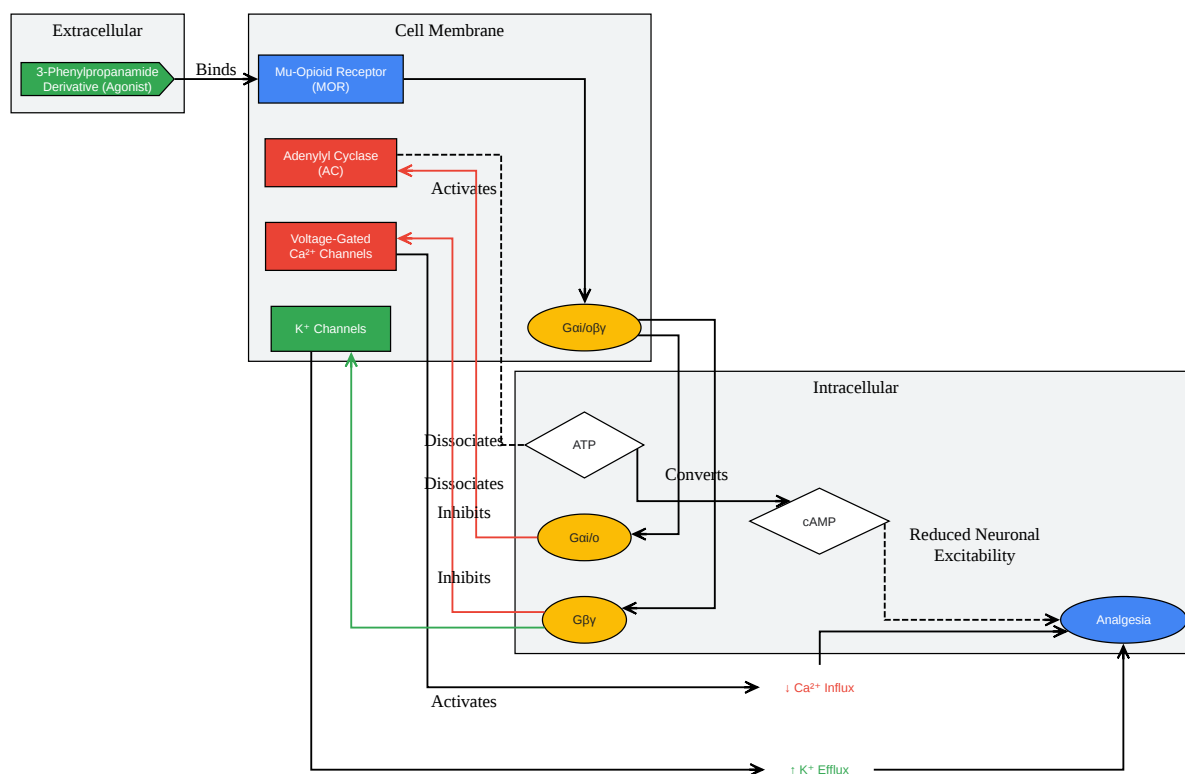 Extracellular
Cell Membrane
3-Phenylpropanamide
Derivative (Agonist)
Binds
Mu-Opioid Receptor
(MOR)
Adenylyl Cyclase
(AC)
Activates
Voltage-Gated
Ca²⁺ Channels
K⁺ Channels
Gαi/oβγ
Intracellular
Dissociates
ATP
Converts
Dissociates
Inhibits
cAMP
Gαi/o
Reduced Neuronal
Excitability
Inhibits
Gβγ
Analgesia
Activates
↓ Ca²⁺ Influx
↑ K⁺ Efflux